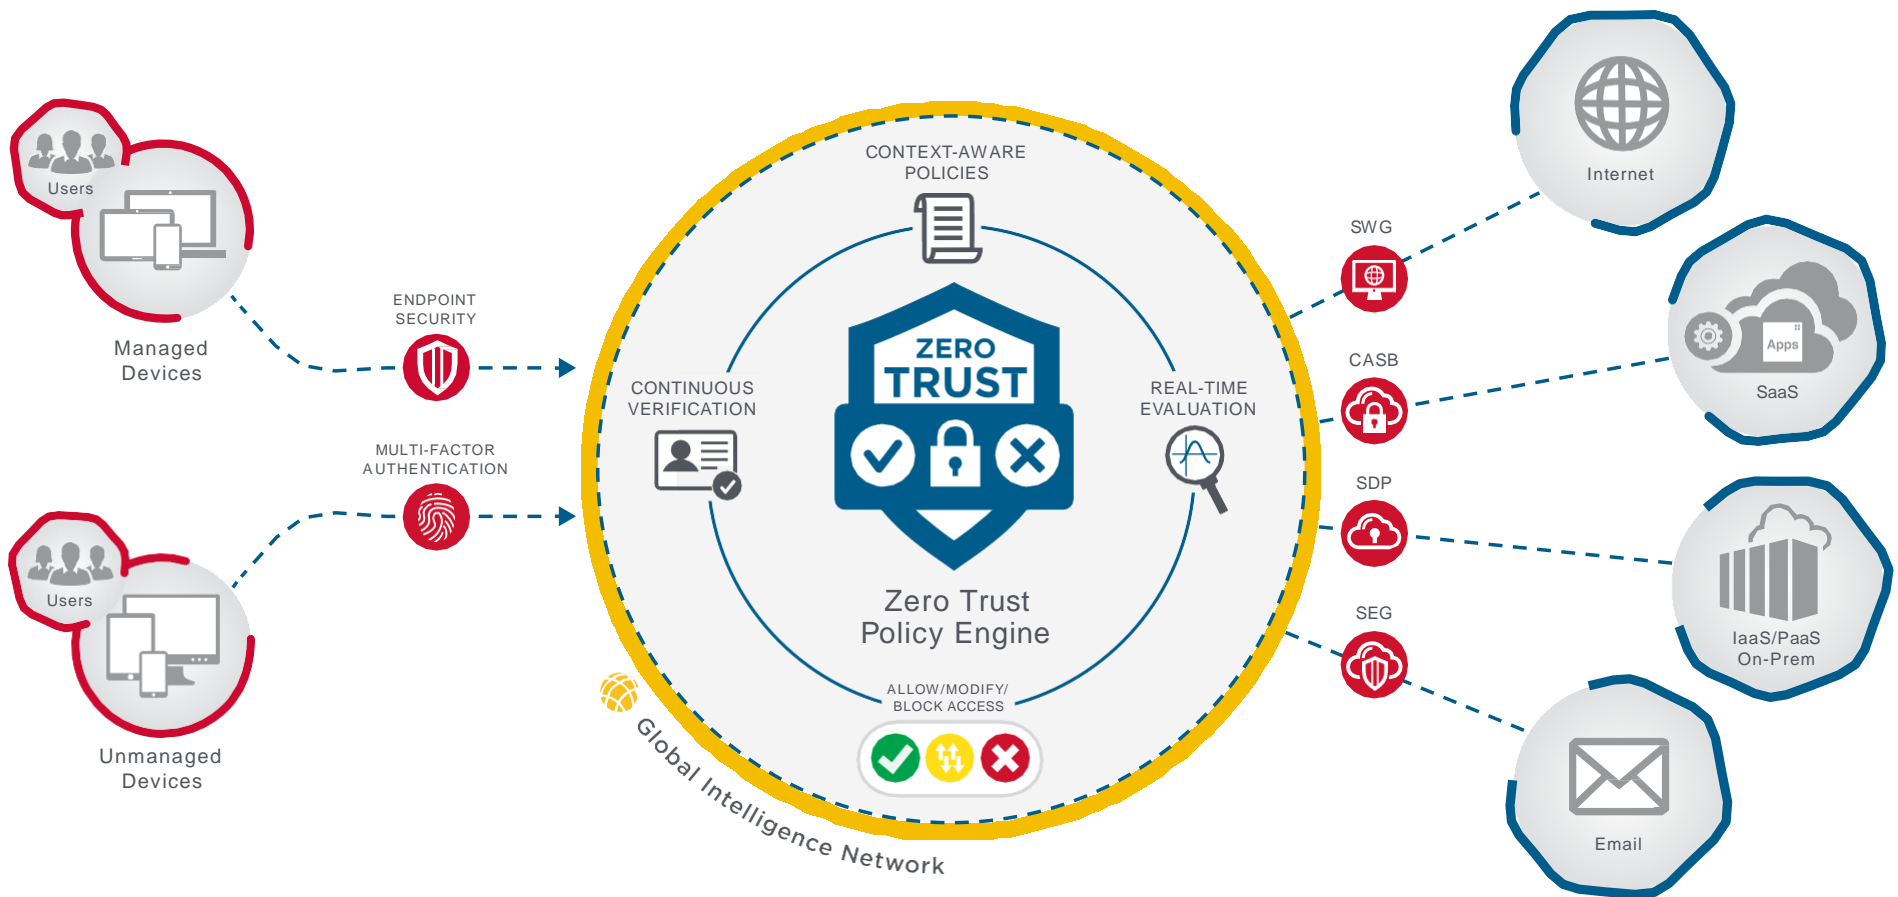 Users
Managed
Devices
ENDPOINT
SECURITY
MULTI-FACTOR
AUTHENTICATION
Users
Unmanaged
Devices
CONTEXT-AWARE
POLICIES
CONTINUOUS
VERIFICATION
ZERO
TRUST
REAL-TIME
EVALUATION
Zero Trust
Policy Engine
ALLOW/MODIFY/
BLOCK ACCESS
Global Intelligence Network
SWG
CASB
SDP
SEG
Internet
Apps
SaaS
IaaS/PaaS
On-Prem
Email